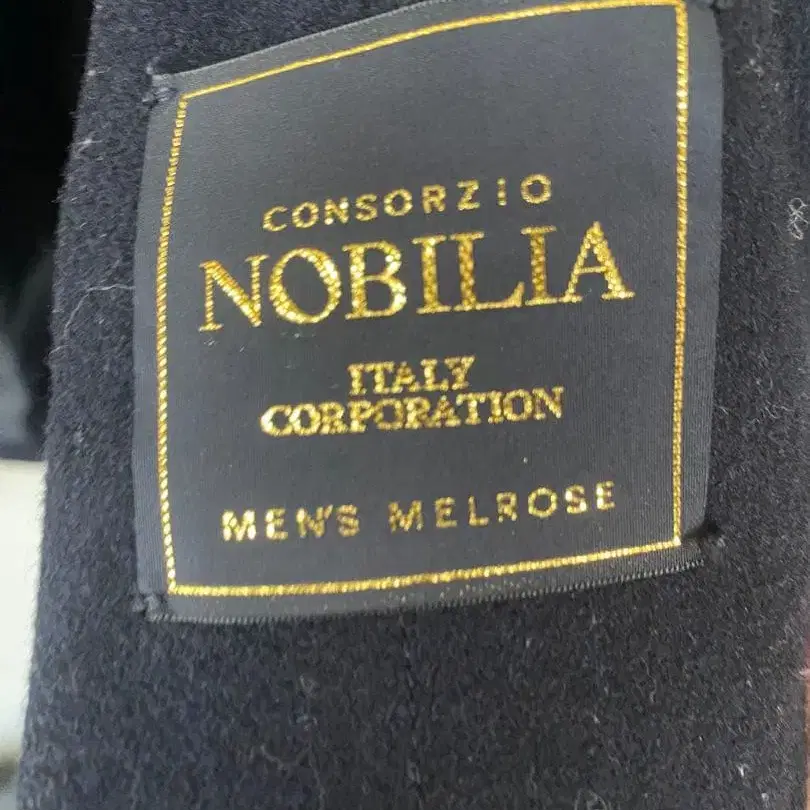 CONSORZIO
NOBILIA
ITALY
CORPORATION
MEN'S MELROSE